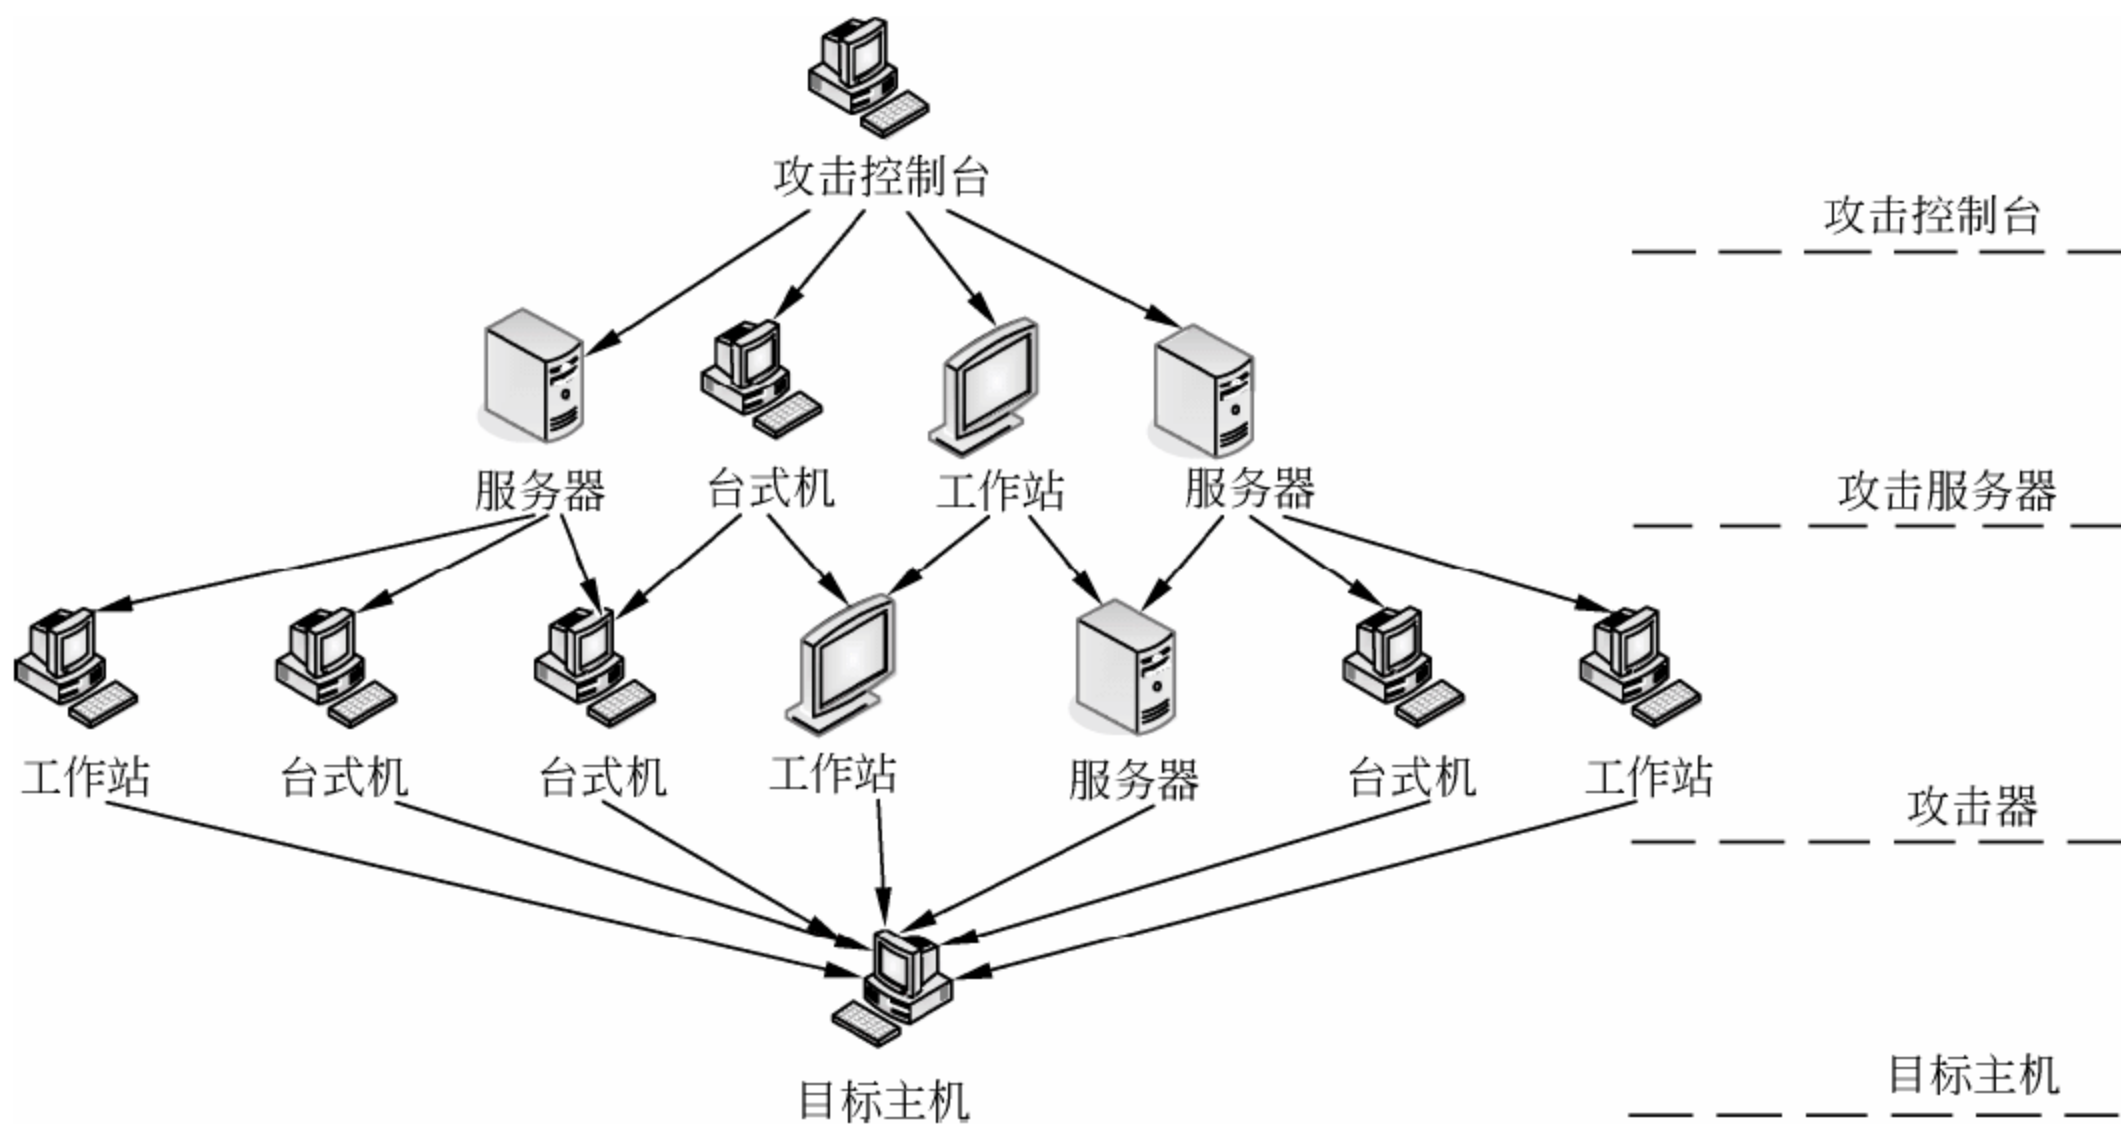 攻击控制台
攻击控制台
服务器
台式机
工作站
服务器
攻击服务器
工作站
台式机
台式机
工作站
服务器
台式机
工作站
攻击器
目标主机
目标主机